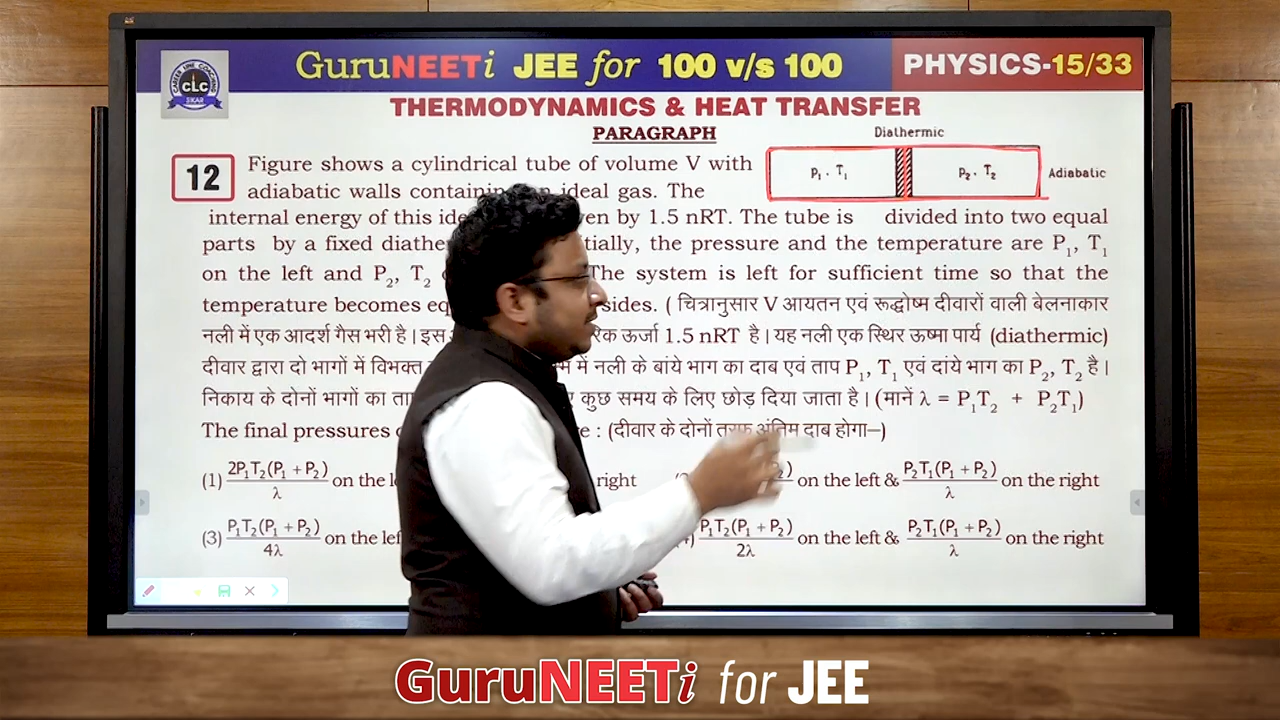 GuruNEETi JEE for 100 v/s 100
PHYSICS-15/33
CAREER LINE COACHING
CLC
SIKAR
THERMODYNAMICS & HEAT TRANSFER
PARAGRAPH
Diathermic
P₁, T₁
P₂, T₂
Adiabatic
12
Figure shows a cylindrical tube of volume V with
adiabatic walls ideal gas. The
internal energy of this by 1.5 nRT. The tube is divided into two equal
parts by a fixed the pressure and the temperature are P₁, T₁
on the left and P₂, T₂ The system is left for sufficient time so that the
temperature becomes sides. ( चित्रानुसार V आयतन एवं रूद्धोष्म दीवारों वाली बेलनाकार
नली में एक आदर्श गैस भरी है। इस ऊर्जा 1.5 nRT है। यह नली एक स्थिर ऊष्मा पार्य (diathermic)
दीवार द्वारा दो भागों में विभक्त में नली के बांये भाग का दाब एवं ताप P₁, T₁ एवं दांये भाग का P₂, T₂ है।
निकाय के दोनों भागों का कुछ समय के लिए छोड़ दिया जाता है। (मानें λ = P₁T₂ + P₂T₁)
The final pressures : (दीवार के दोनों तरफ अंतिम दाब होगा–)
(1) 2P₁T₂(P₁ + P₂)/λ on the right on the left & P₂T₁(P₁ + P₂)/λ on the right
(3) P₁T₂(P₁ + P₂)/4λ on the P₁T₂(P₁ + P₂)/2λ on the left & P₂T₁(P₁ + P₂)/λ on the right
GuruNEETi for JEE